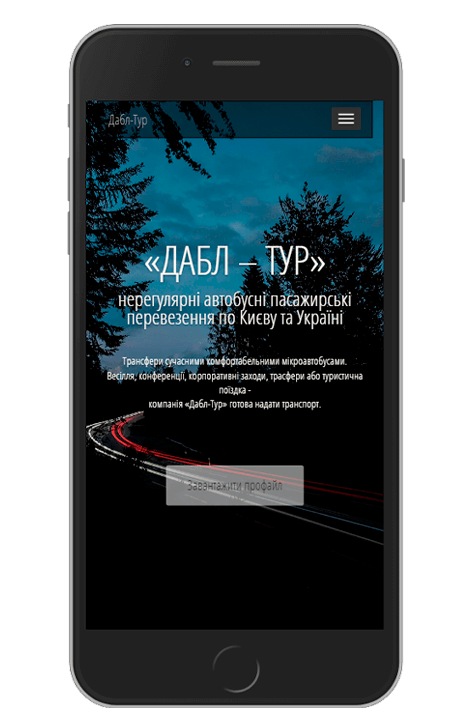 Дабл-Тур
«ДАБЛ – ТУР»
нерегулярні автобусні пасажирські
перевезення по Києву та Україні
Трансфери сучасними комфортабельними мікроавтобусами.
Весілля, конференції, корпоративні заходи, трасфери або туристична
поїздка -
компанія «Дабл-Тур» готова надати транспорт.
Завантажити профайл